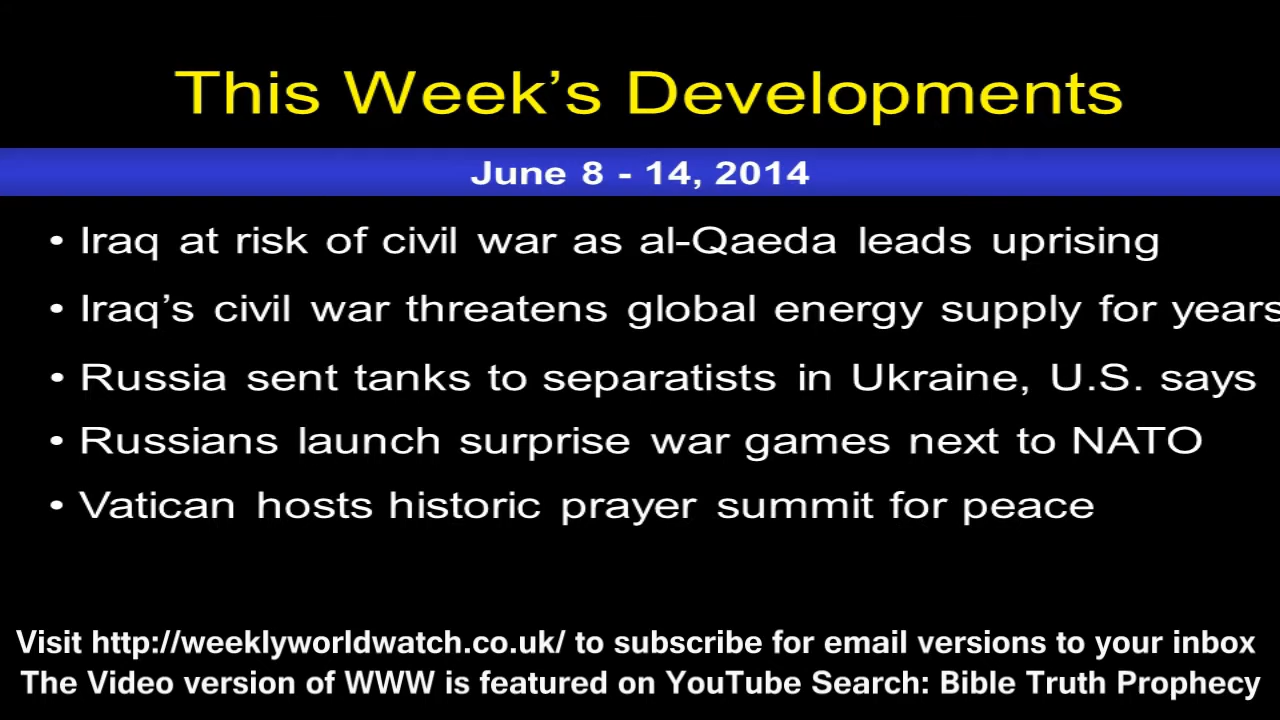 This Week’s Developments
June 8 - 14, 2014
• Iraq at risk of civil war as al-Qaeda leads uprising
• Iraq’s civil war threatens global energy supply for years
• Russia sent tanks to separatists in Ukraine, U.S. says
• Russians launch surprise war games next to NATO
• Vatican hosts historic prayer summit for peace
Visit http://weeklyworldwatch.co.uk/ to subscribe for email versions to your inbox
The Video version of WWW is featured on YouTube Search: Bible Truth Prophecy